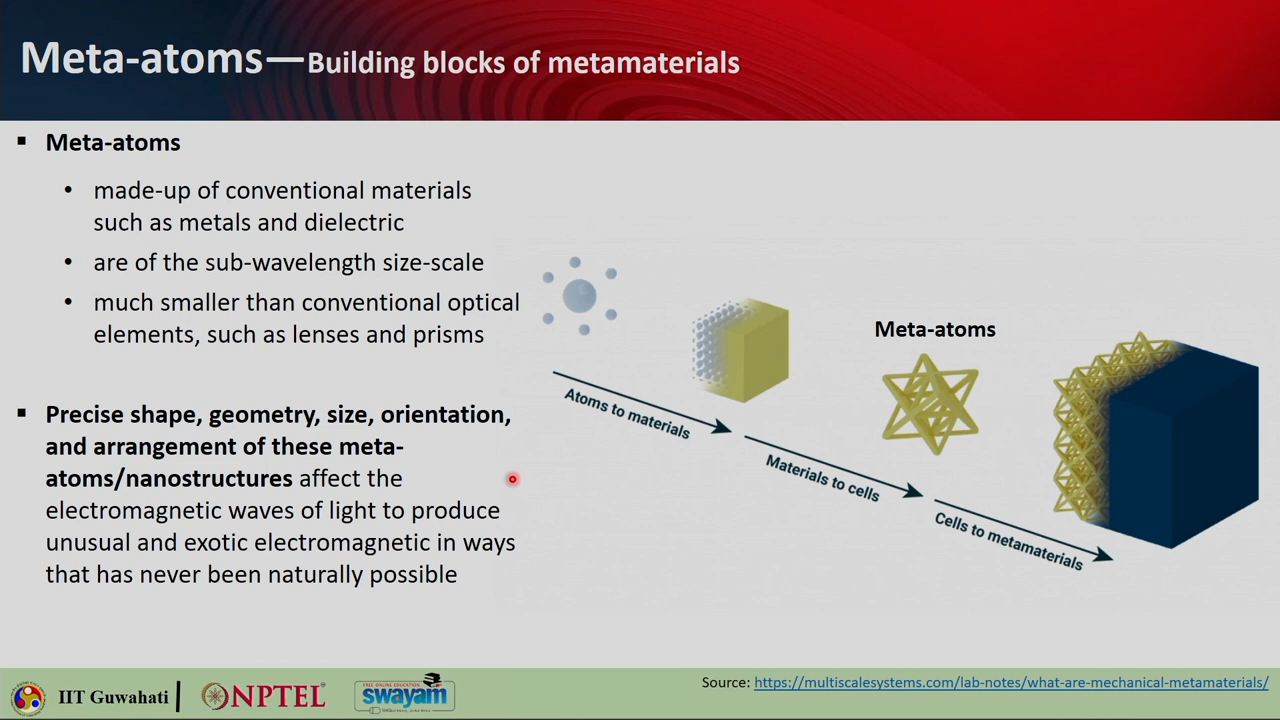 Meta-atoms—Building blocks of metamaterials
▪ Meta-atoms
• made-up of conventional materials
such as metals and dielectric
• are of the sub-wavelength size-scale
• much smaller than conventional optical
elements, such as lenses and prisms
▪ Precise shape, geometry, size, orientation,
and arrangement of these meta-
atoms/nanostructures affect the
electromagnetic waves of light to produce
unusual and exotic electromagnetic in ways
that has never been naturally possible
Atoms to materials
Materials to cells
Meta-atoms
Cells to metamaterials
IIT Guwahati
NPTEL
FREE ONLINE EDUCATION
swayam
Source: https://multiscalesystems.com/lab-notes/what-are-mechanical-metamaterials/